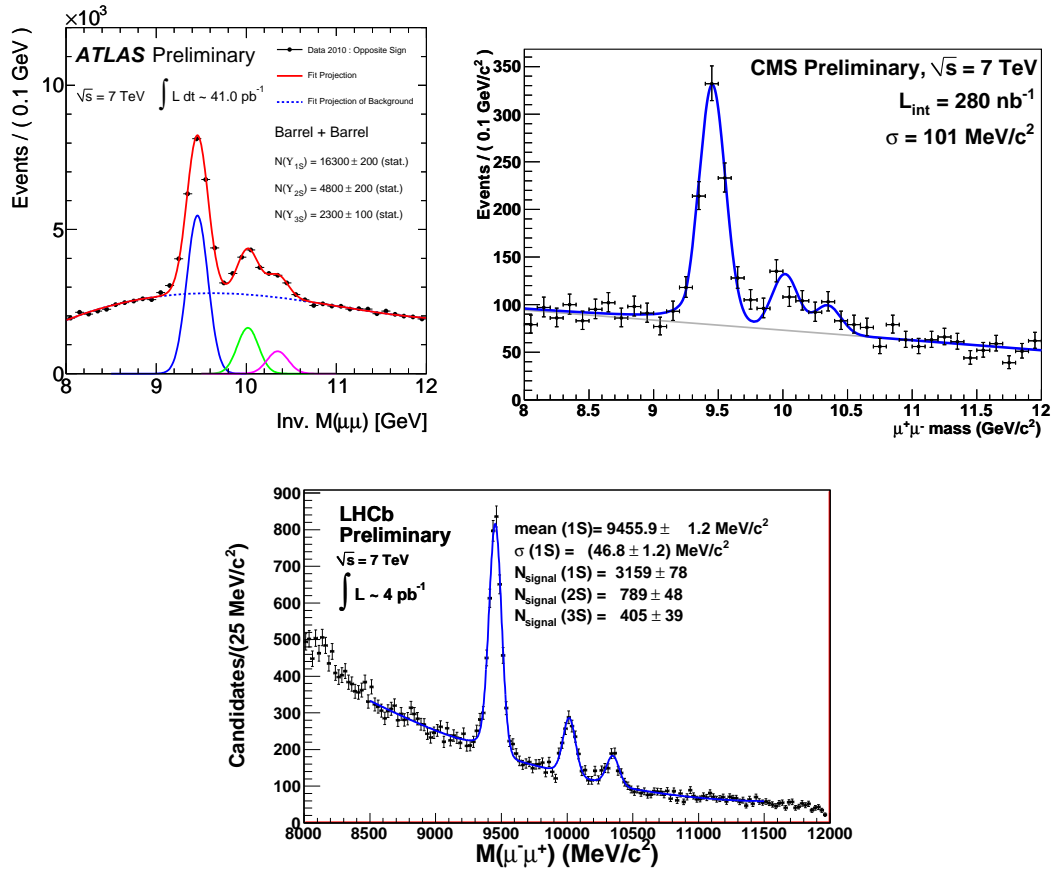 ×10³
ATLAS Preliminary
√s = 7 TeV ∫ L dt ~ 41.0 pb⁻¹
Data 2010 : Opposite Sign
Fit Projection
Fit Projection of Background
Barrel + Barrel
N(Υ1S) = 16300 ± 200 (stat.)
N(Υ2S) = 4800 ± 200 (stat.)
N(Υ3S) = 2300 ± 100 (stat.)
Events / ( 0.1 GeV )
10
5
0
8 9 10 11 12
Inv. M(μμ) [GeV]
CMS Preliminary, √s = 7 TeV
L_int = 280 nb⁻¹
σ = 101 MeV/c²
Events / ( 0.1 GeV/c² )
350
300
250
200
150
100
50
0
8 8.5 9 9.5 10 10.5 11 11.5 12
μ⁺μ⁻ mass (GeV/c²)
LHCb
Preliminary
√s = 7 TeV
∫ L ~ 4 pb⁻¹
mean (1S)= 9455.9 ± 1.2 MeV/c²
σ (1S) = (46.8 ± 1.2) MeV/c²
N_signal (1S) = 3159 ± 78
N_signal (2S) = 789 ± 48
N_signal (3S) = 405 ± 39
Candidates/(25 MeV/c²)
900
800
700
600
500
400
300
200
100
0
8000 8500 9000 9500 10000 10500 11000 11500 12000
M(μ⁻μ⁺) (MeV/c²)